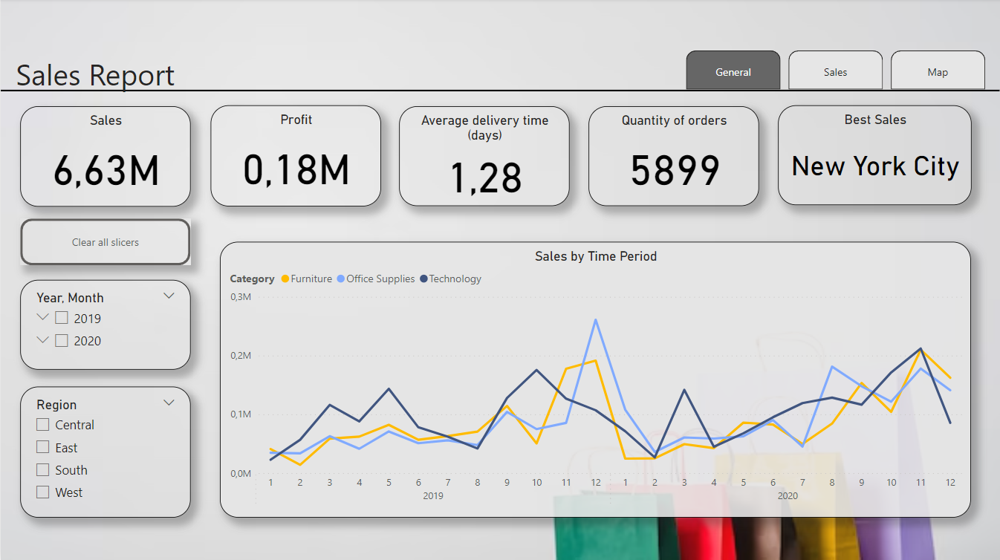 Sales Report
General
Sales
Map
Sales
6,63M
Profit
0,18M
Average delivery time
(days)
1,28
Quantity of orders
5899
Best Sales
New York City
Clear all slicers
Year, Month
2019
2020
Region
Central
East
South
West
Sales by Time Period
Category Furniture Office Supplies Technology
0,3M
0,2M
0,1M
0,0M
1 2 3 4 5 6 7 8 9 10 11 12 1 2 3 4 5 6 7 8 9 10 11 12
2019 2020